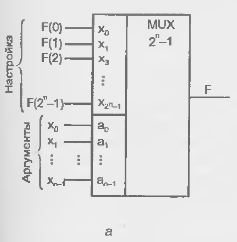 Настройка
F(0) x₀ MUX
F(1) x₁ 2ⁿ–1
F(2) x₃
...
F(2ⁿ–1) x₂ⁿ₋₁
F
Аргументы
x₀ a₀
x₁ a₁
⋮ ⋮ ⋮
xₙ₋₁ aₙ₋₁
а